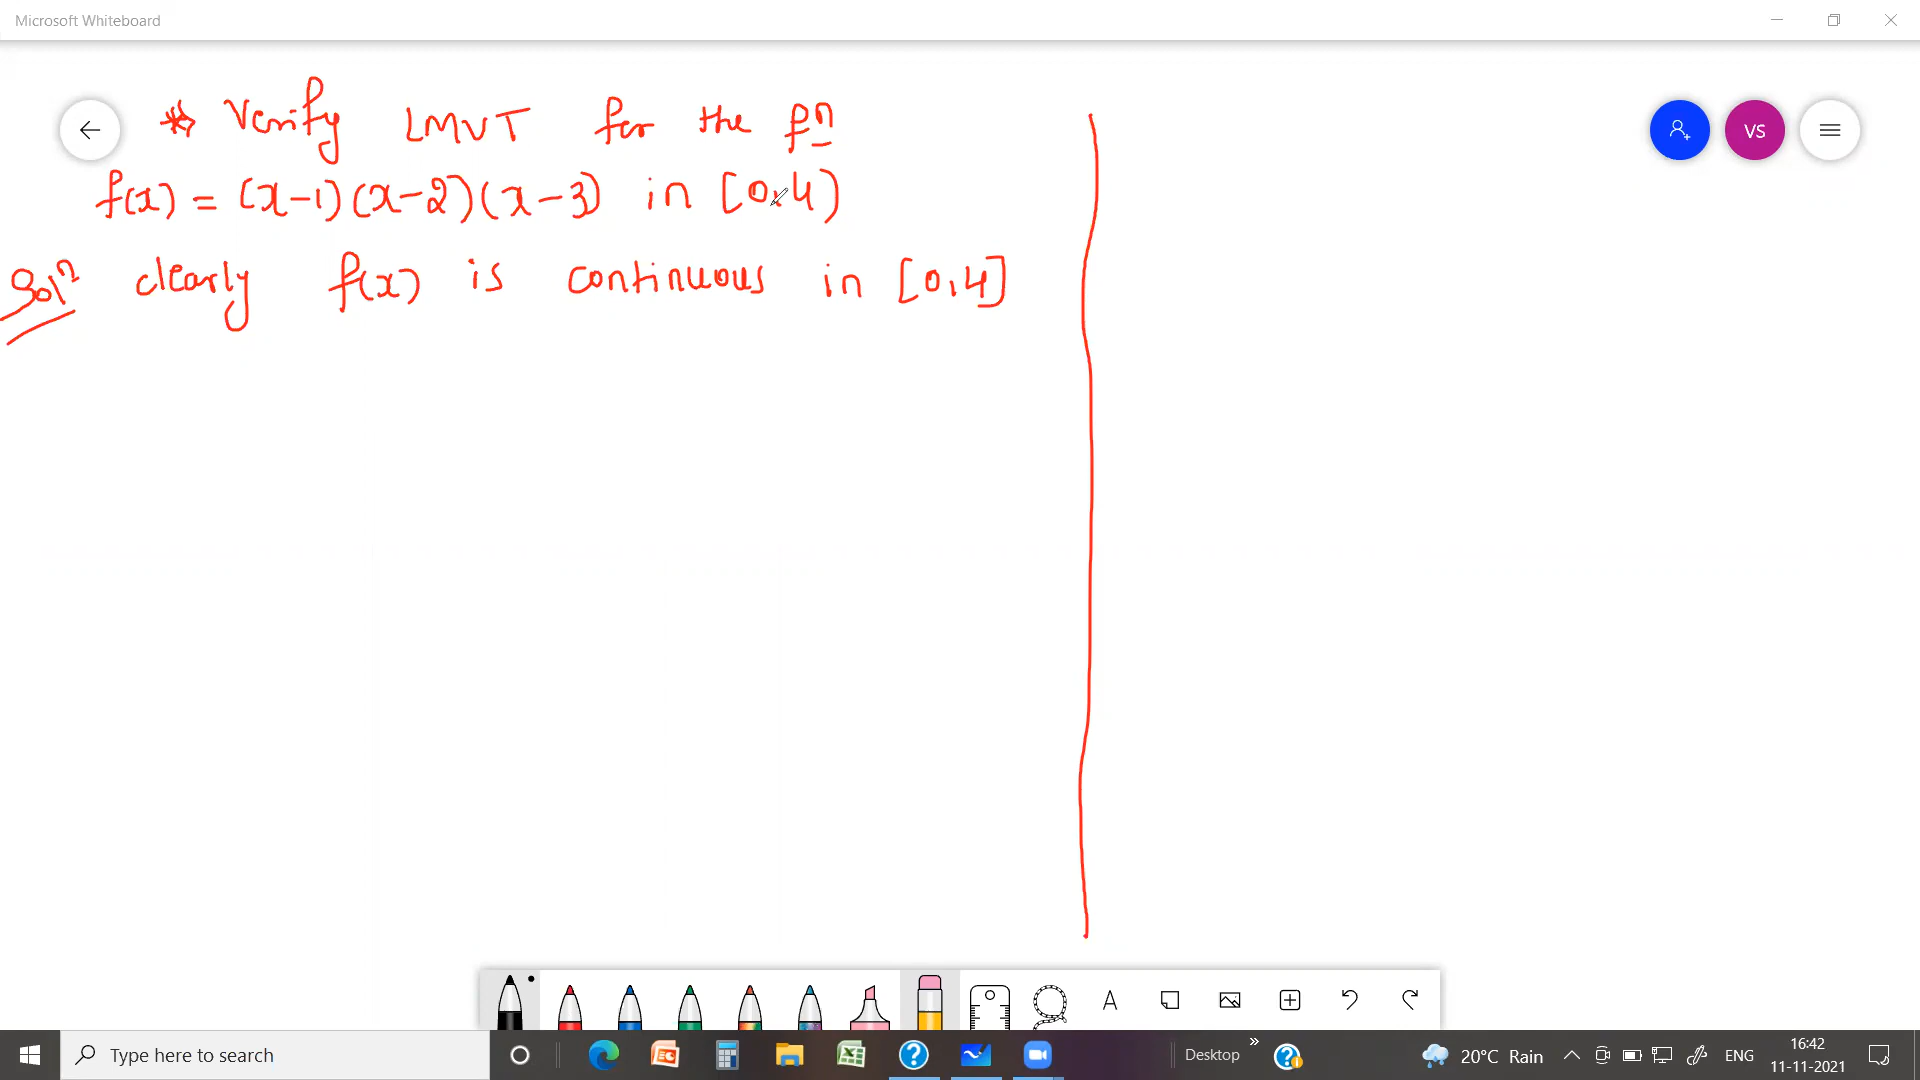 Microsoft Whiteboard
* Verify LMVT for the fⁿ
f(x) = (x-1)(x-2)(x-3) in [0,4)
VS
Solⁿ clearly f(x) is continuous in [0,4]
Type here to search
Desktop
20°C Rain
ENG
16:42
11-11-2021